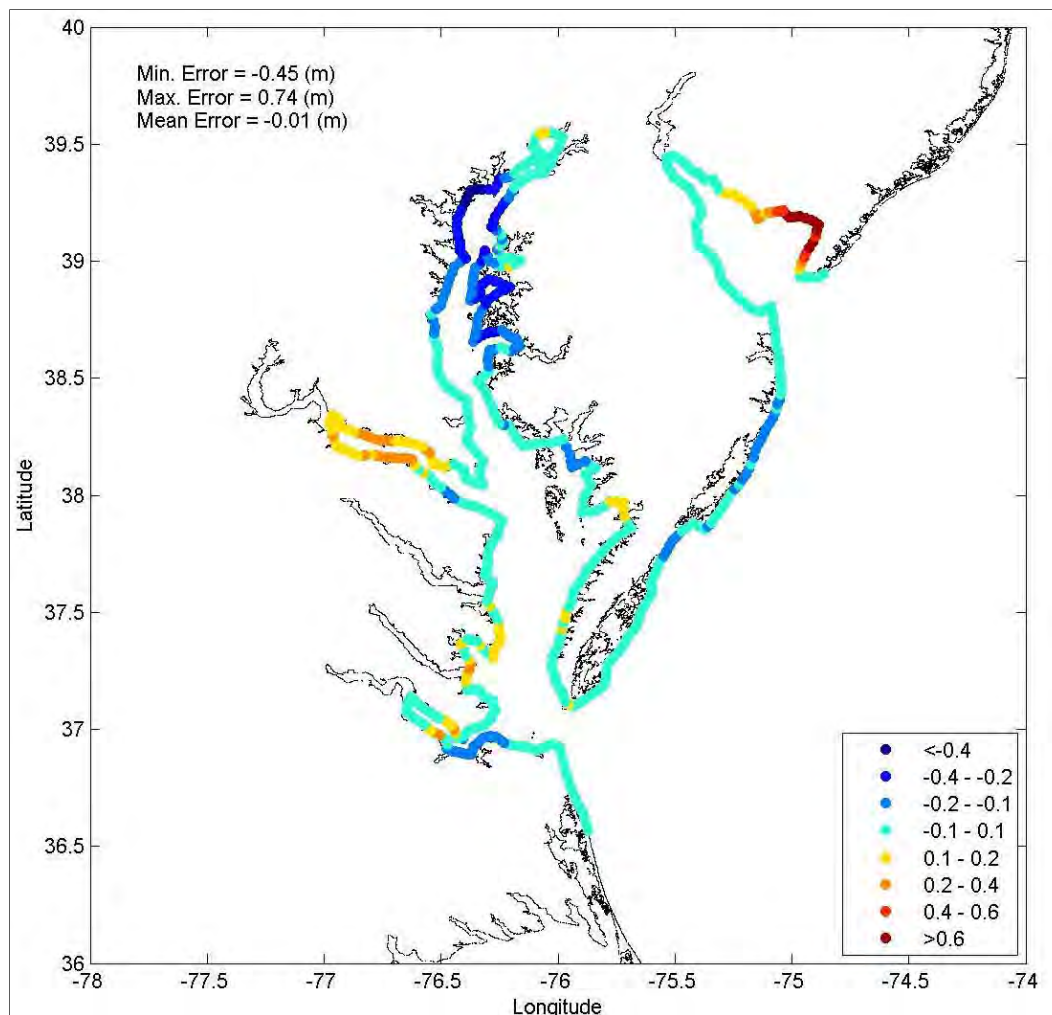 Min. Error = -0.45 (m)
Max. Error = 0.74 (m)
Mean Error = -0.01 (m)
40
39.5
39
38.5
38
37.5
37
36.5
36
Latitude
-78
-77.5
-77
-76.5
-76
-75.5
-75
-74.5
-74
Longitude
<-0.4
-0.4 - -0.2
-0.2 - -0.1
-0.1 - 0.1
0.1 - 0.2
0.2 - 0.4
0.4 - 0.6
>0.6